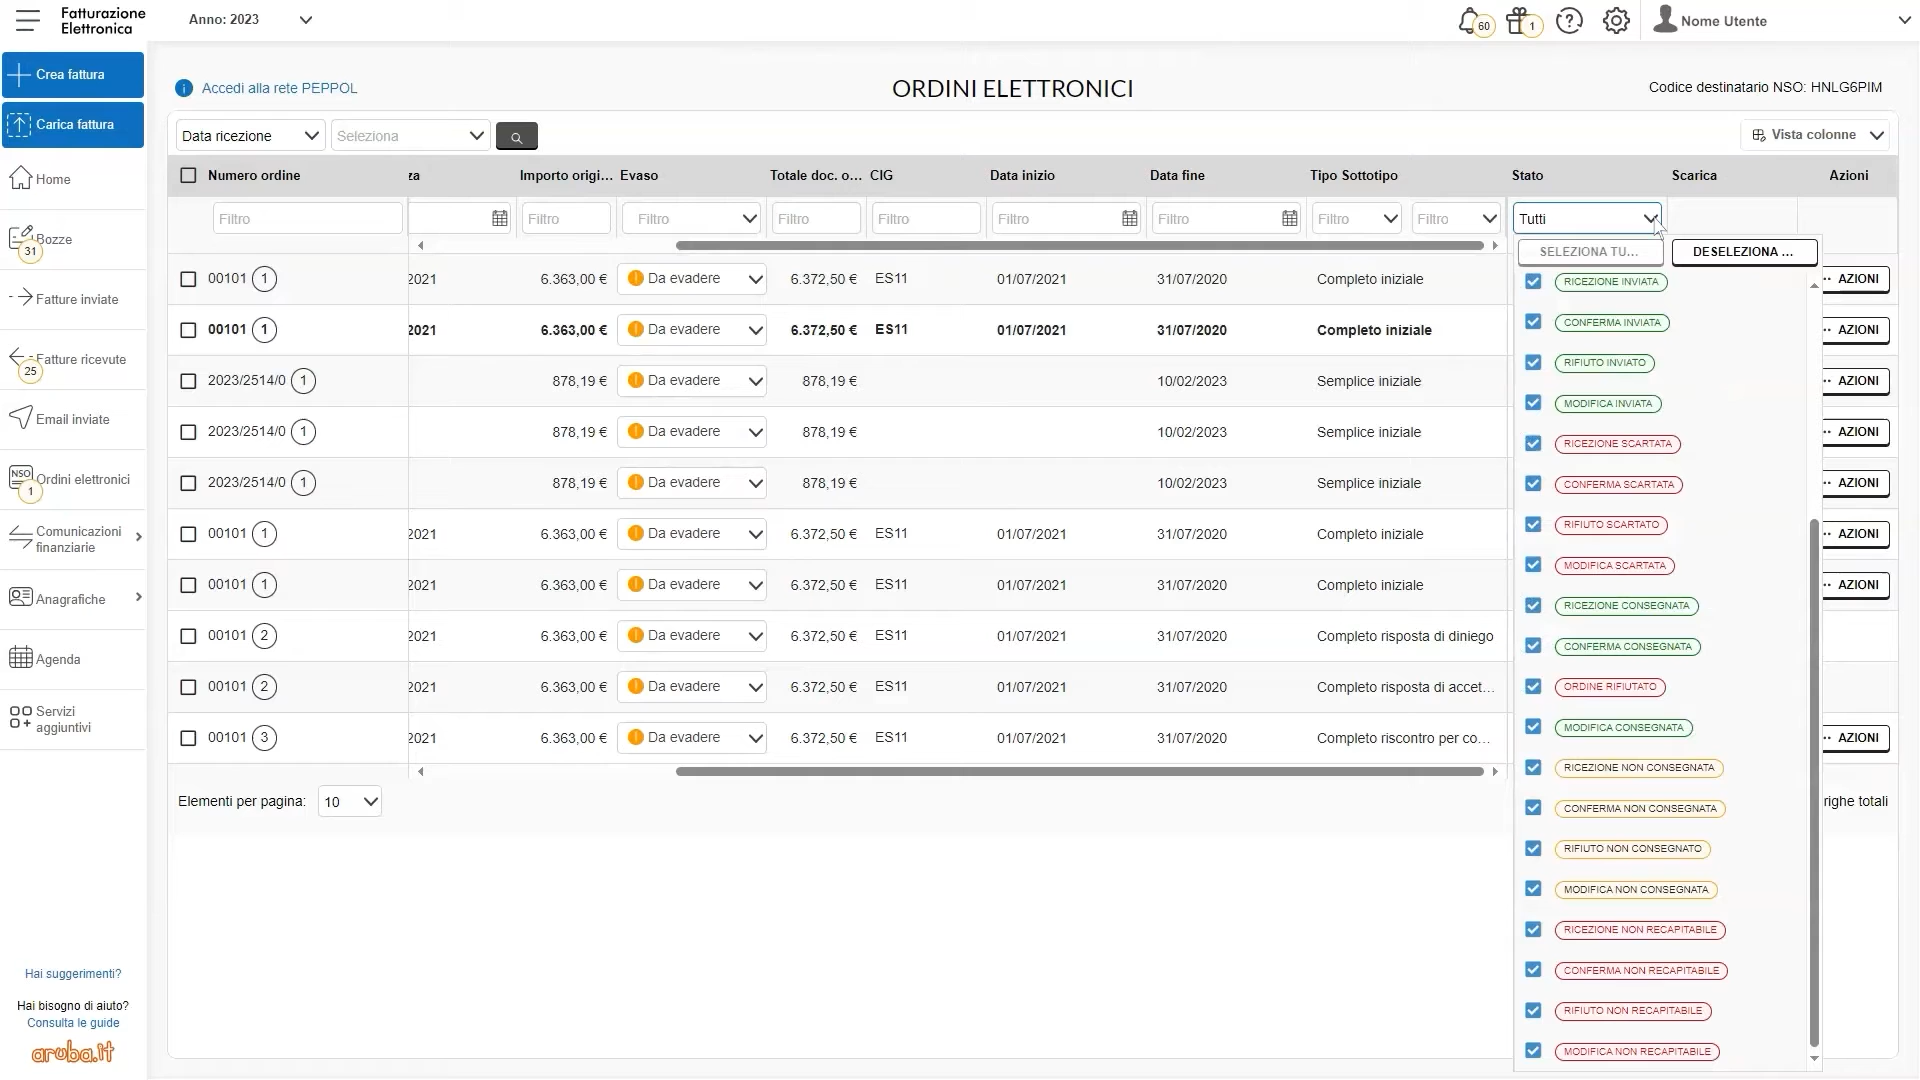 Fatturazione
Elettronica
Anno: 2023
60
1
Nome Utente
Crea fattura
Carica fattura
Home
Bozze
31
Fatture inviate
Fatture ricevute
25
Email inviate
NSO
Ordini elettronici
1
Comunicazioni
finanziarie
Anagrafiche
Agenda
Servizi
aggiuntivi
Hai suggerimenti?
Hai bisogno di aiuto?
Consulta le guide
aruba.it
Accedi alla rete PEPPOL
ORDINI ELETTRONICI
Codice destinatario NSO: HNLG6PIM
Data ricezione
Seleziona
Vista colonne
Numero ordine za Importo origi... Evaso Totale doc. o... CIG Data inizio Data fine Tipo Sottotipo Stato Scarica Azioni
Filtro Filtro Filtro Filtro Filtro Filtro Filtro Filtro Filtro Tutti
00101 1 2021 6.363,00 € Da evadere 6.372,50 € ES11 01/07/2021 31/07/2020 Completo iniziale AZIONI
00101 1 2021 6.363,00 € Da evadere 6.372,50 € ES11 01/07/2021 31/07/2020 Completo iniziale AZIONI
2023/2514/0 1 878,19 € Da evadere 878,19 € 10/02/2023 Semplice iniziale AZIONI
2023/2514/0 1 878,19 € Da evadere 878,19 € 10/02/2023 Semplice iniziale AZIONI
2023/2514/0 1 878,19 € Da evadere 878,19 € 10/02/2023 Semplice iniziale AZIONI
00101 1 2021 6.363,00 € Da evadere 6.372,50 € ES11 01/07/2021 31/07/2020 Completo iniziale AZIONI
00101 1 2021 6.363,00 € Da evadere 6.372,50 € ES11 01/07/2021 31/07/2020 Completo iniziale AZIONI
00101 2 2021 6.363,00 € Da evadere 6.372,50 € ES11 01/07/2021 31/07/2020 Completo risposta di diniego
00101 2 2021 6.363,00 € Da evadere 6.372,50 € ES11 01/07/2021 31/07/2020 Completo risposta di accet...
00101 3 2021 6.363,00 € Da evadere 6.372,50 € ES11 01/07/2021 31/07/2020 Completo riscontro per co... AZIONI
Elementi per pagina: 10
righe totali
SELEZIONA TU...
DESELEZIONA ...
RICEZIONE INVIATA
CONFERMA INVIATA
RIFIUTO INVIATO
MODIFICA INVIATA
RICEZIONE SCARTATA
CONFERMA SCARTATA
RIFIUTO SCARTATO
MODIFICA SCARTATA
RICEZIONE CONSEGNATA
CONFERMA CONSEGNATA
ORDINE RIFIUTATO
MODIFICA CONSEGNATA
RICEZIONE NON CONSEGNATA
CONFERMA NON CONSEGNATA
RIFIUTO NON CONSEGNATO
MODIFICA NON CONSEGNATA
RICEZIONE NON RECAPITABILE
CONFERMA NON RECAPITABILE
RIFIUTO NON RECAPITABILE
MODIFICA NON RECAPITABILE